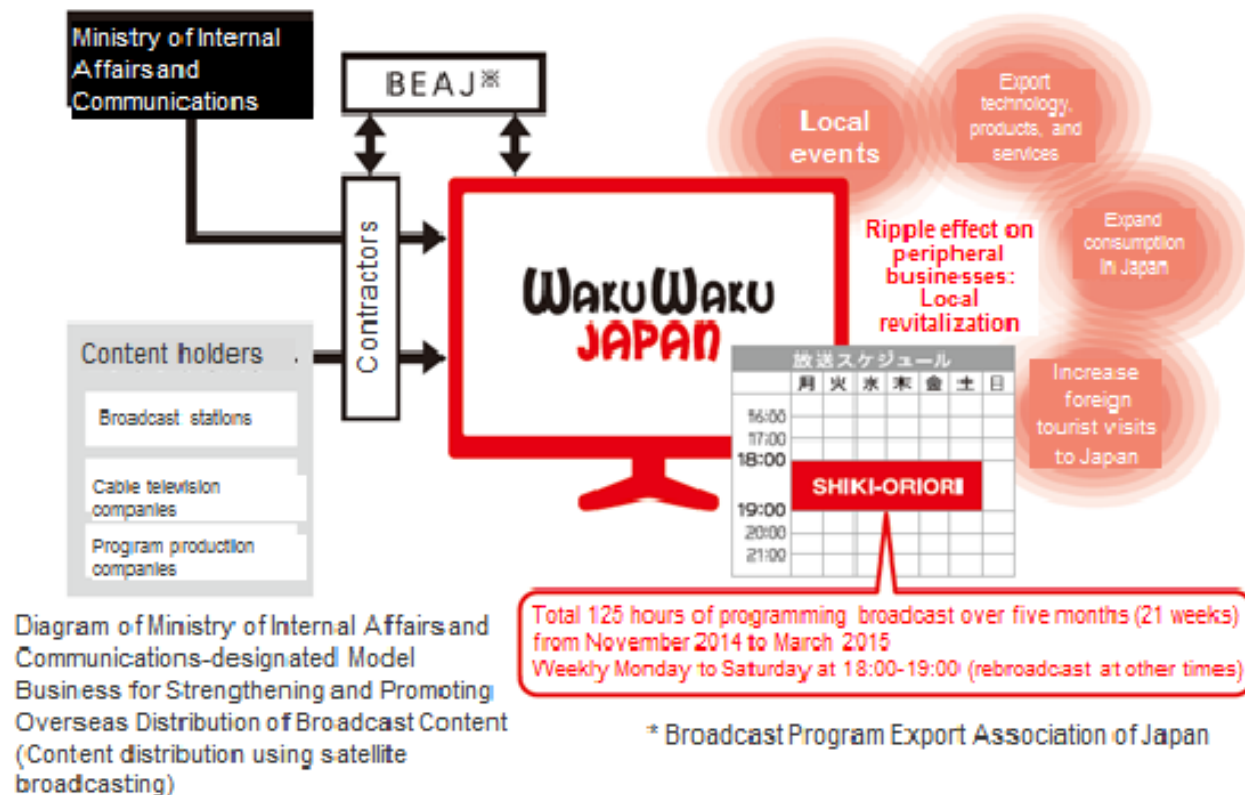 Ministry of Internal
Affairs and
Communications
BEAJ※
Contractors
Content holders
Broadcast stations
Cable television
companies
Program production
companies
WAKUWAKU
JAPAN
Local
events
Export
technology,
products, and
services
Expand
consumption
in Japan
Increase
foreign
tourist visits
to Japan
Ripple effect on
peripheral
businesses:
Local
revitalization
放送スケジュール
月 火 水 木 金 土 日
16:00
17:00
18:00
SHIKI-ORIORI
19:00
20:00
21:00
Total 125 hours of programming broadcast over five months (21 weeks)
from November 2014 to March 2015
Weekly Monday to Saturday at 18:00-19:00 (rebroadcast at other times)
Diagram of Ministry of Internal Affairs and
Communications-designated Model
Business for Strengthening and Promoting
Overseas Distribution of Broadcast Content
(Content distribution using satellite
broadcasting)
* Broadcast Program Export Association of Japan